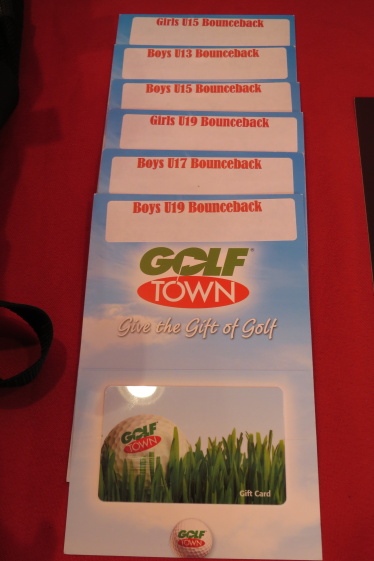 Girls U15 Bounceback
Boys U13 Bounceback
Boys U15 Bounceback
Girls U19 Bounceback
Boys U17 Bounceback
Boys U19 Bounceback
GOLF
TOWN
Give the Gift of Golf
GOLF
TOWN
Gift Card
GOLF
TOWN